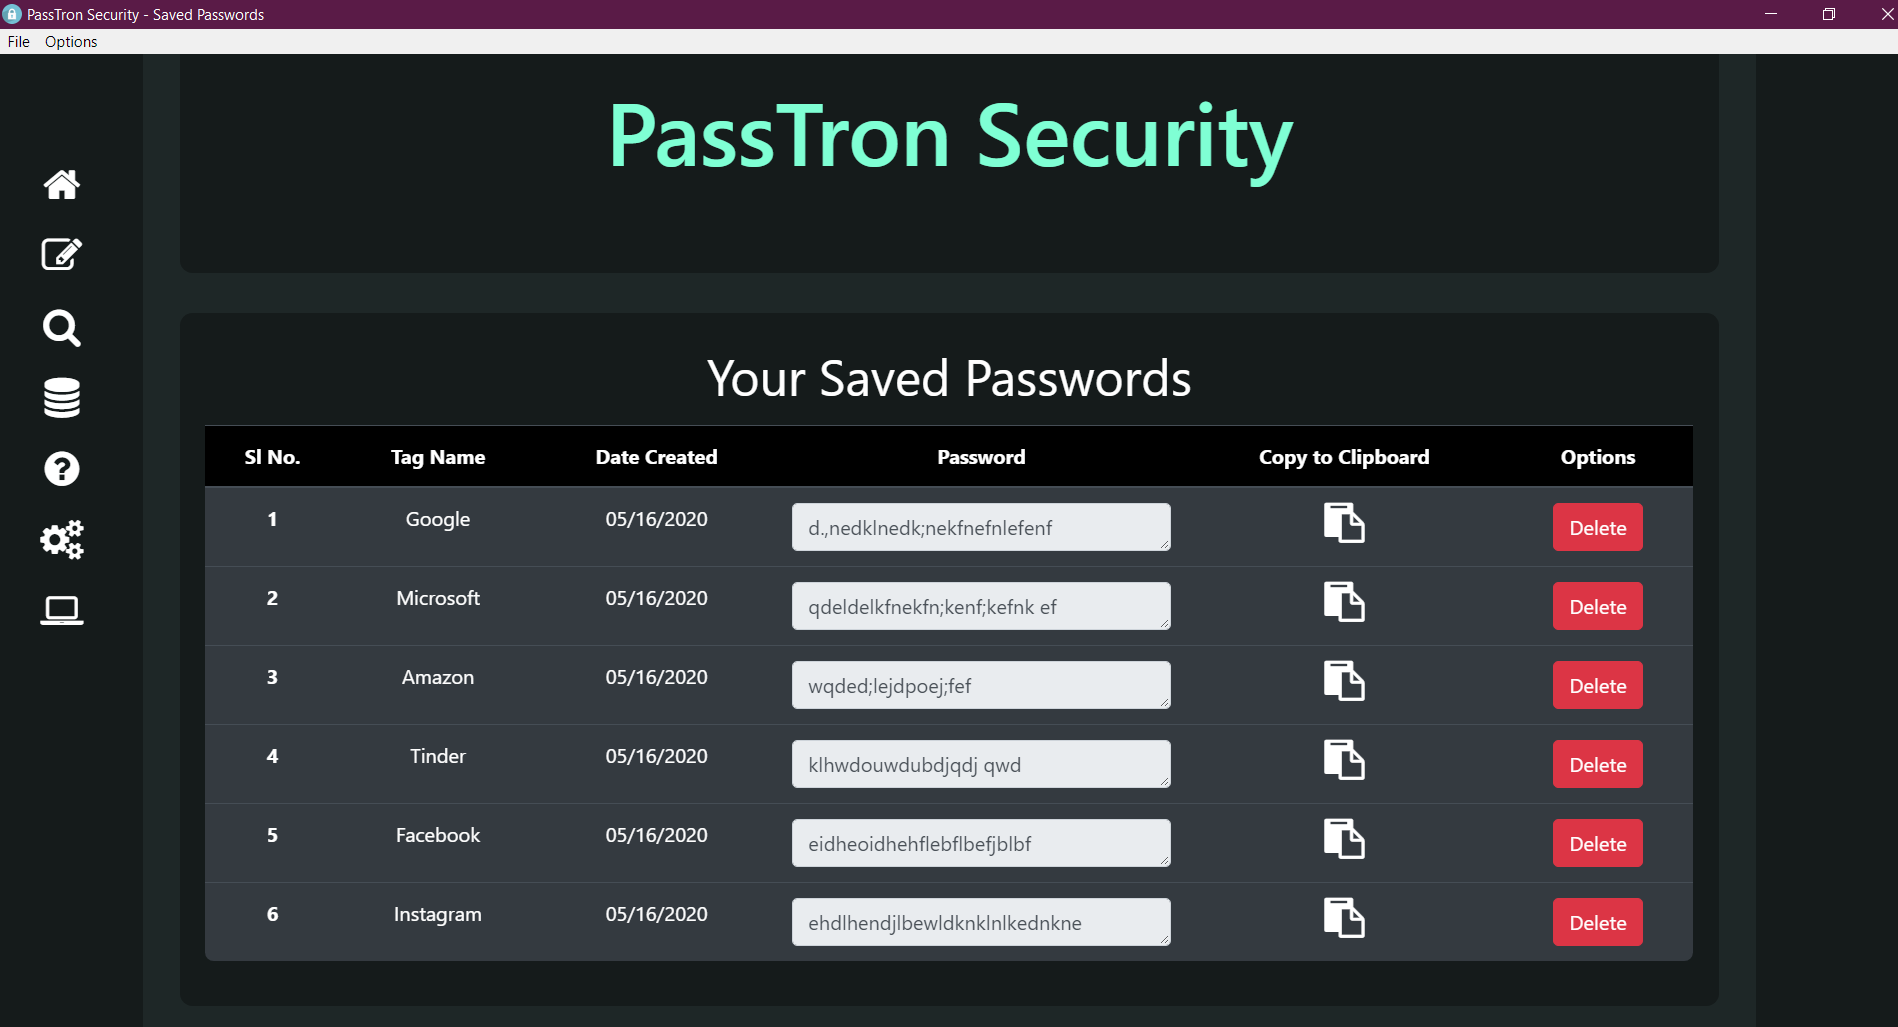 PassTron Security - Saved Passwords
File Options
PassTron Security
Your Saved Passwords
Sl No. Tag Name Date Created Password Copy to Clipboard Options
1 Google 05/16/2020 d.,nedklnedk;nekfnefnlefenf Delete
2 Microsoft 05/16/2020 qdeldelkfnekfn;kenf;kefnk ef Delete
3 Amazon 05/16/2020 wqded;lejdpoej;fef Delete
4 Tinder 05/16/2020 klhwdouwdubdjqdj qwd Delete
5 Facebook 05/16/2020 eidheoidhehflebflbefjblbf Delete
6 Instagram 05/16/2020 ehdlhendjlbewldknklnlkednkne Delete